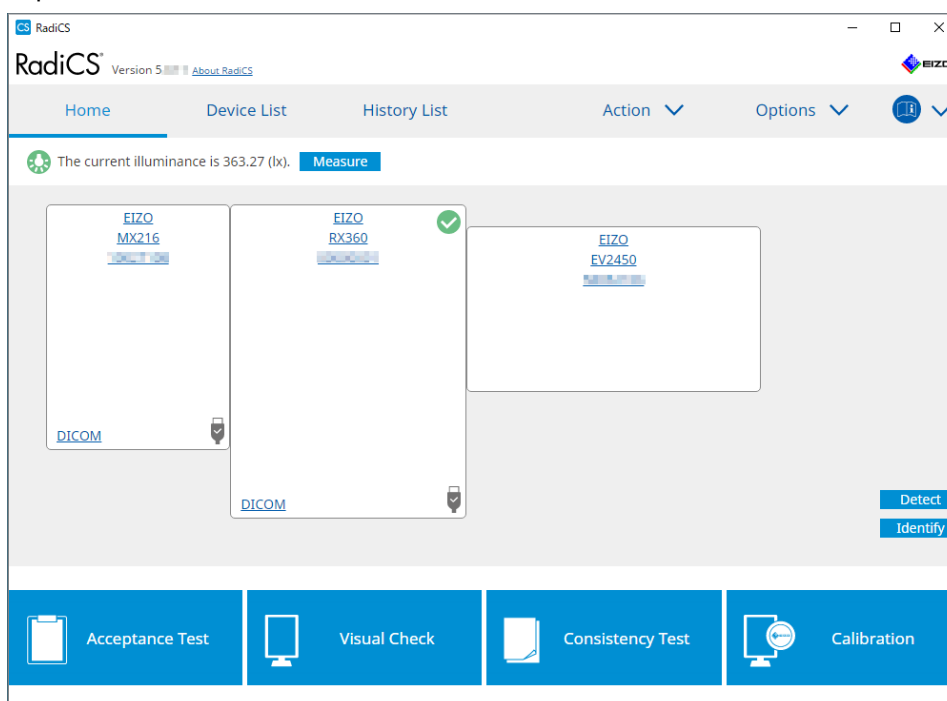 CS RadiCS
RadiCS Version 5. About RadiCS
EIZO
Home Device List History List Action Options
The current illuminance is 363.27 (lx). Measure
EIZO
MX216
DICOM
EIZO
RX360
DICOM
EIZO
EV2450
Detect
Identify
Acceptance Test Visual Check Consistency Test Calibration